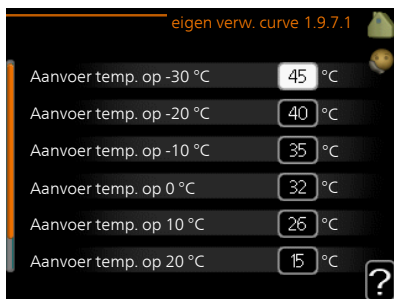 eigen verw. curve 1.9.7.1
Aanvoer temp. op -30 °C 45 °C
Aanvoer temp. op -20 °C 40 °C
Aanvoer temp. op -10 °C 35 °C
Aanvoer temp. op 0 °C 32 °C
Aanvoer temp. op 10 °C 26 °C
Aanvoer temp. op 20 °C 15 °C
?